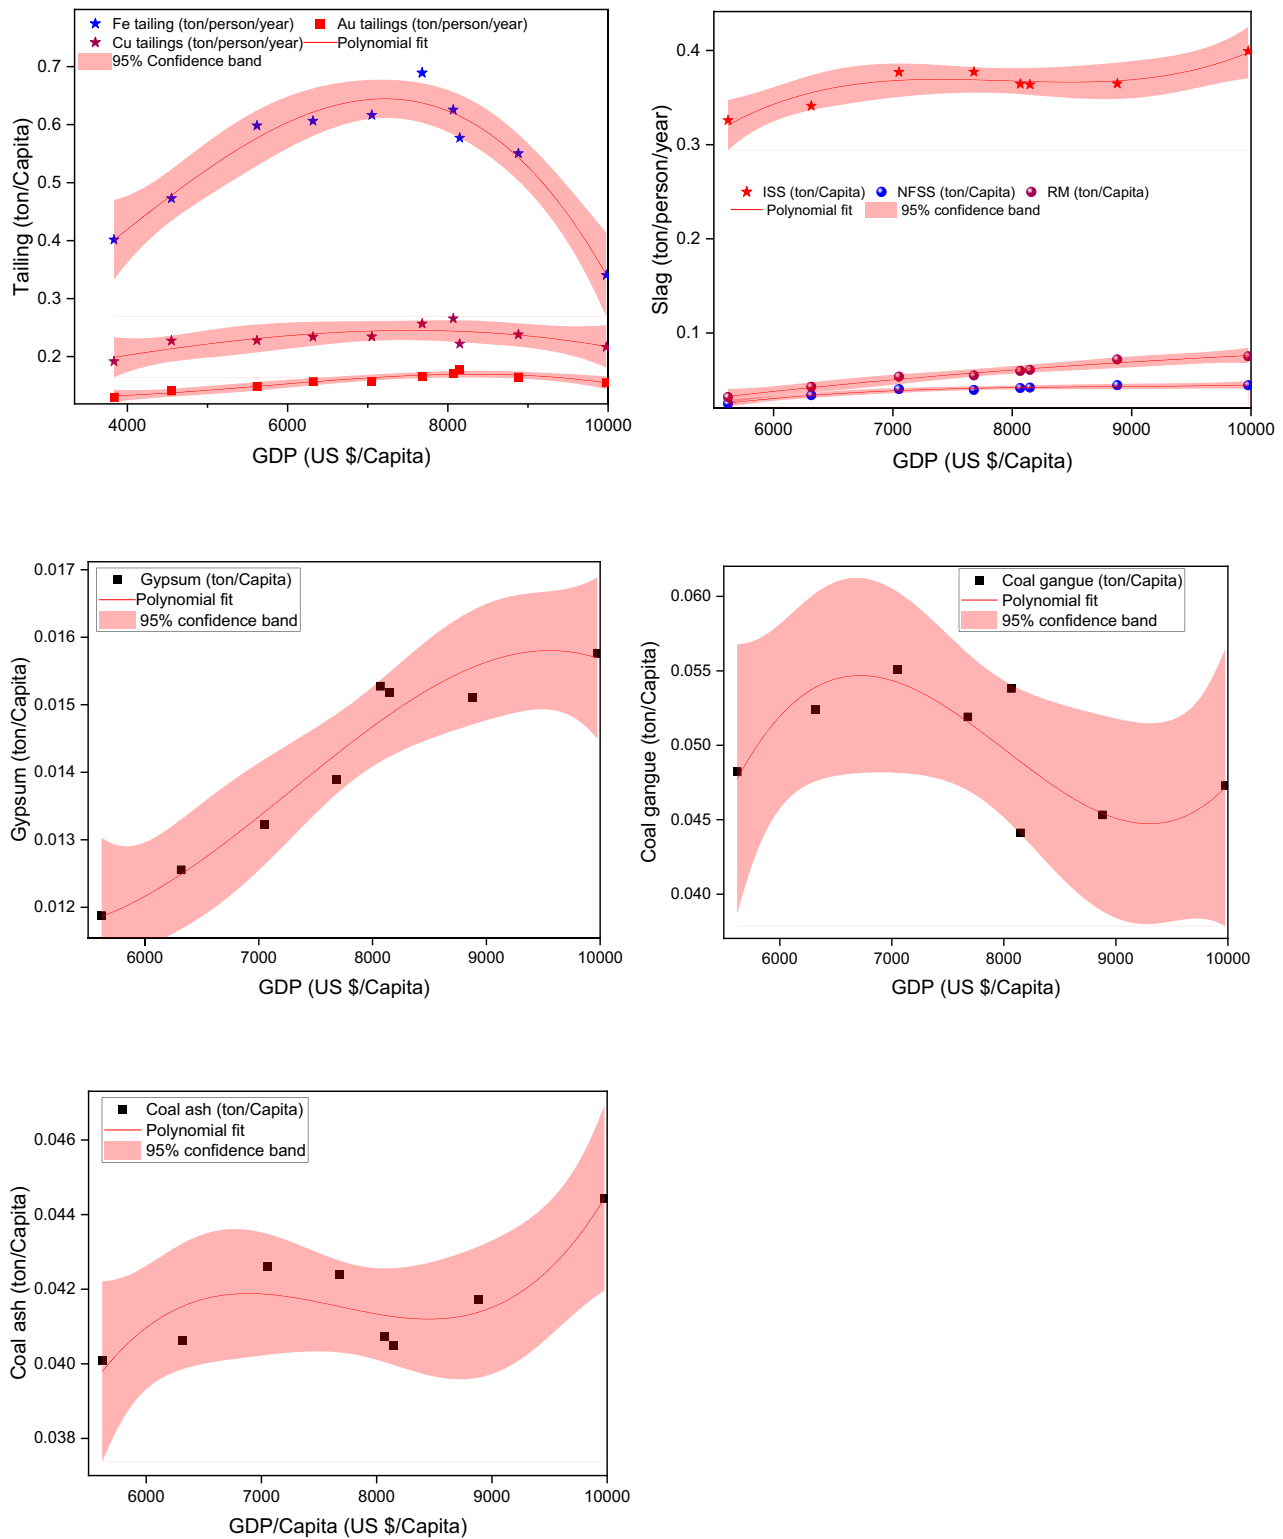 Fe tailing (ton/person/year) Au tailings (ton/person/year)
Cu tailings (ton/person/year) Polynomial fit
95% Confidence band
Tailing (ton/Capita)
0.7
0.6
0.5
0.4
0.3
0.2
4000 6000 8000 10000
GDP (US $/Capita)
Slag (ton/person/year)
0.4
0.3
0.2
0.1
ISS (ton/Capita) NFSS (ton/Capita) RM (ton/Capita)
Polynomial fit 95% confidence band
6000 7000 8000 9000 10000
GDP (US $/Capita)
Gypsum (ton/Capita)
Polynomial fit
95% confidence band
Gypsum (ton/Capita)
0.017
0.016
0.015
0.014
0.013
0.012
6000 7000 8000 9000 10000
GDP (US $/Capita)
Coal gangue (ton/Capita)
Polynomial fit
95% confidence band
Coal gangue (ton/Capita)
0.060
0.055
0.050
0.045
0.040
6000 7000 8000 9000 10000
GDP (US $/Capita)
Coal ash (ton/Capita)
Polynomial fit
95% confidence band
Coal ash (ton/Capita)
0.046
0.044
0.042
0.040
0.038
6000 7000 8000 9000 10000
GDP/Capita (US $/Capita)